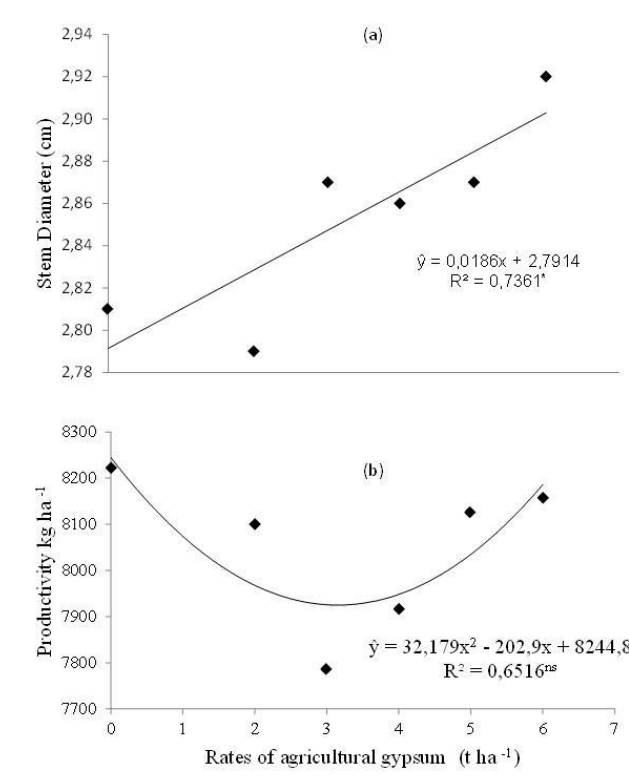 (a)
2,94
2,92
2,90
2,88
2,86
2,84
2,82
2,80
2,78
Stem Diameter (cm)
ŷ = 0,0186x + 2,7914
R² = 0,7361*
(b)
8300
8200
8100
8000
7900
7800
7700
Productivity kg ha⁻¹
ŷ = 32,179x² - 202,9x + 8244,8
R² = 0,6516ⁿˢ
0 1 2 3 4 5 6 7
Rates of agricultural gypsum (t ha⁻¹)